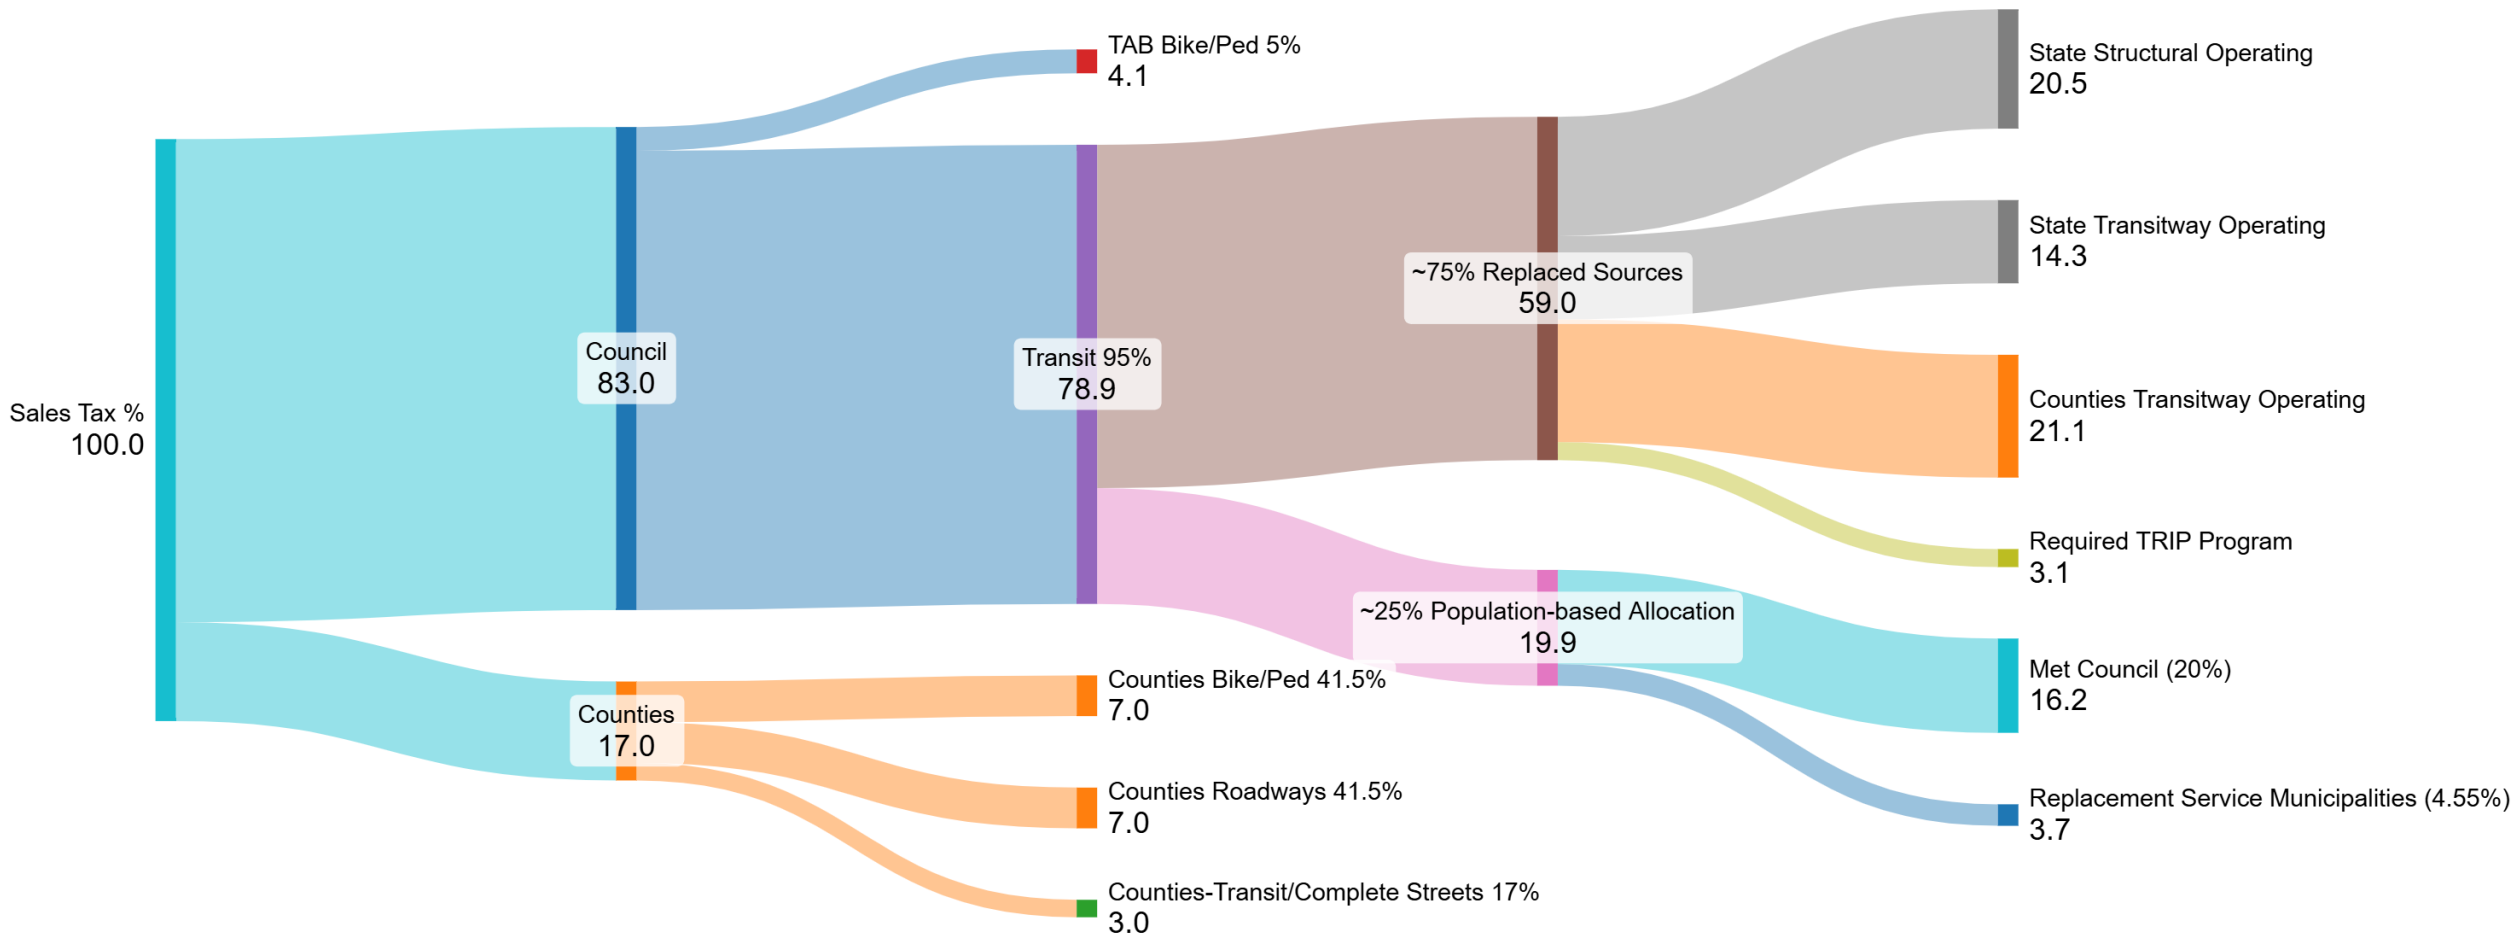 Sales Tax %
100.0
Council
83.0
Counties
17.0
TAB Bike/Ped 5%
4.1
Transit 95%
78.9
Counties Bike/Ped 41.5%
7.0
Counties Roadways 41.5%
7.0
Counties-Transit/Complete Streets 17%
3.0
~75% Replaced Sources
59.0
~25% Population-based Allocation
19.9
State Structural Operating
20.5
State Transitway Operating
14.3
Counties Transitway Operating
21.1
Required TRIP Program
3.1
Met Council (20%)
16.2
Replacement Service Municipalities (4.55%)
3.7